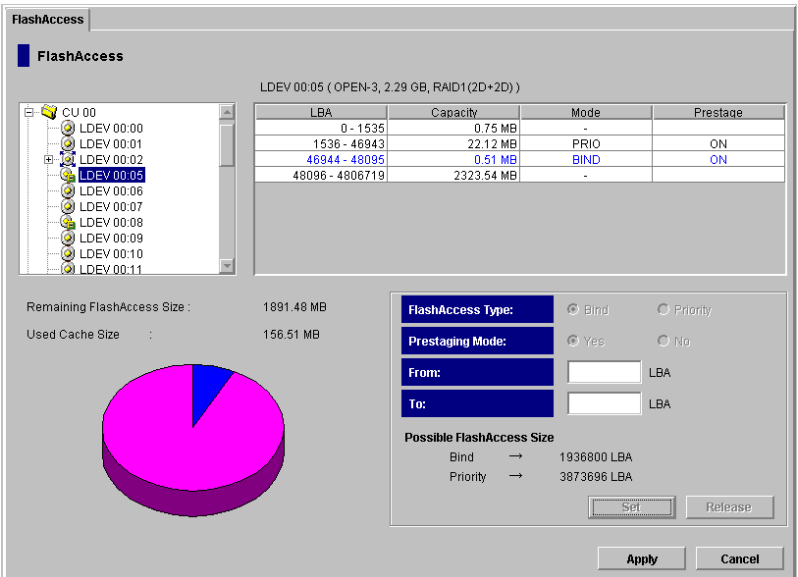 FlashAccess
FlashAccess
LDEV 00:05 ( OPEN-3, 2.29 GB, RAID1(2D+2D) )
CU 00
LDEV 00:00
LDEV 00:01
LDEV 00:02
LDEV 00:05
LDEV 00:06
LDEV 00:07
LDEV 00:08
LDEV 00:09
LDEV 00:10
LDEV 00:11
LBA Capacity Mode Prestage
0 - 1535 0.75 MB -
1536 - 46943 22.12 MB PRIO ON
46944 - 48095 0.51 MB BIND ON
48096 - 4806719 2323.54 MB -
Remaining FlashAccess Size : 1891.48 MB
Used Cache Size : 156.51 MB
FlashAccess Type: Bind Priority
Prestaging Mode: Yes No
From: LBA
To: LBA
Possible FlashAccess Size
Bind → 1936800 LBA
Priority → 3873696 LBA
Set Release
Apply Cancel